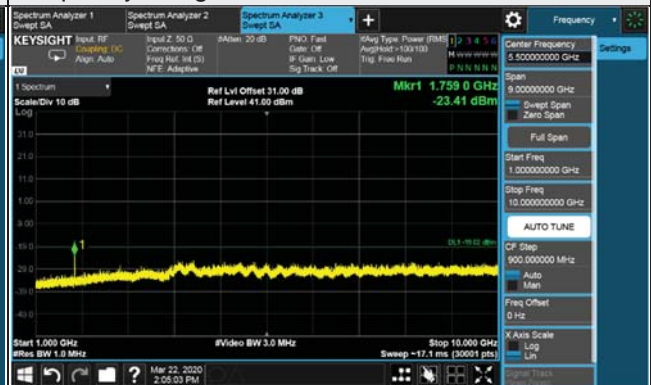 Spectrum Analyzer 1
Swept SA
Spectrum Analyzer 2
Swept SA
Spectrum Analyzer 3
Swept SA
+
Frequency
KEYSIGHT
Input: RF
Coupling: DC
Align: Auto
Input Z: 50 Ω
Corrections: Off
Freq Ref: Int (S)
NFE: Adaptive
#Atten: 20 dB
PNO: Fast
Gate: Off
IF Gain: Low
Sig Track: Off
#Avg Type: Power (RMS)
Avg|Hold:>100/100
Trig: Free Run
1 2 3 4 5 6
M W W W W W
P N N N N N
LV
1 Spectrum
Scale/Div 10 dB
Log
Ref Lvl Offset 31.00 dB
Ref Level 41.00 dBm
Mkr1 1.759 0 GHz
-23.41 dBm
31.0
21.0
11.0
1.00
-19.0
-29.0
-39.0
-49.0
1
Start 1.000 GHz
#Res BW 1.0 MHz
#Video BW 3.0 MHz
Stop 10.000 GHz
Sweep ~17.1 ms (30001 pts)
Mar 22, 2020
2:05:03 PM
?
Center Frequency
5.500000000 GHz
Span
9.00000000 GHz
Swept Span
Zero Span
Full Span
Start Freq
1.000000000 GHz
Stop Freq
10.000000000 GHz
AUTO TUNE
CF Step
900.000000 MHz
Auto
Man
Freq Offset
0 Hz
X Axis Scale
Log
Lin
Signal Track
Settings